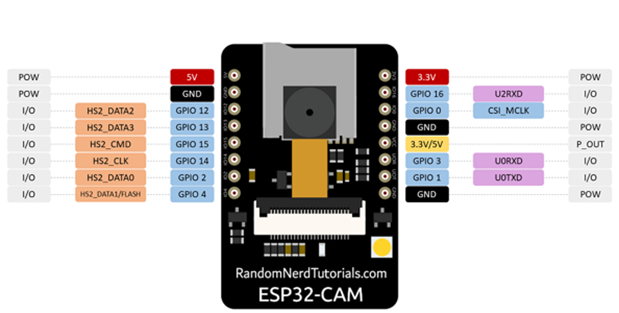 POW 5V 3.3V POW
POW GND GPIO 16 U2RXD I/O
I/O HS2_DATA2 GPIO 12 GPIO 0 CSI_MCLK I/O
I/O HS2_DATA3 GPIO 13 GND POW
I/O HS2_CMD GPIO 15 3.3V/5V P_OUT
I/O HS2_CLK GPIO 14 GPIO 3 U0RXD I/O
I/O HS2_DATA0 GPIO 2 GPIO 1 U0TXD I/O
I/O HS2_DATA1/FLASH GPIO 4 GND POW
RandomNerdTutorials.com
ESP32-CAM